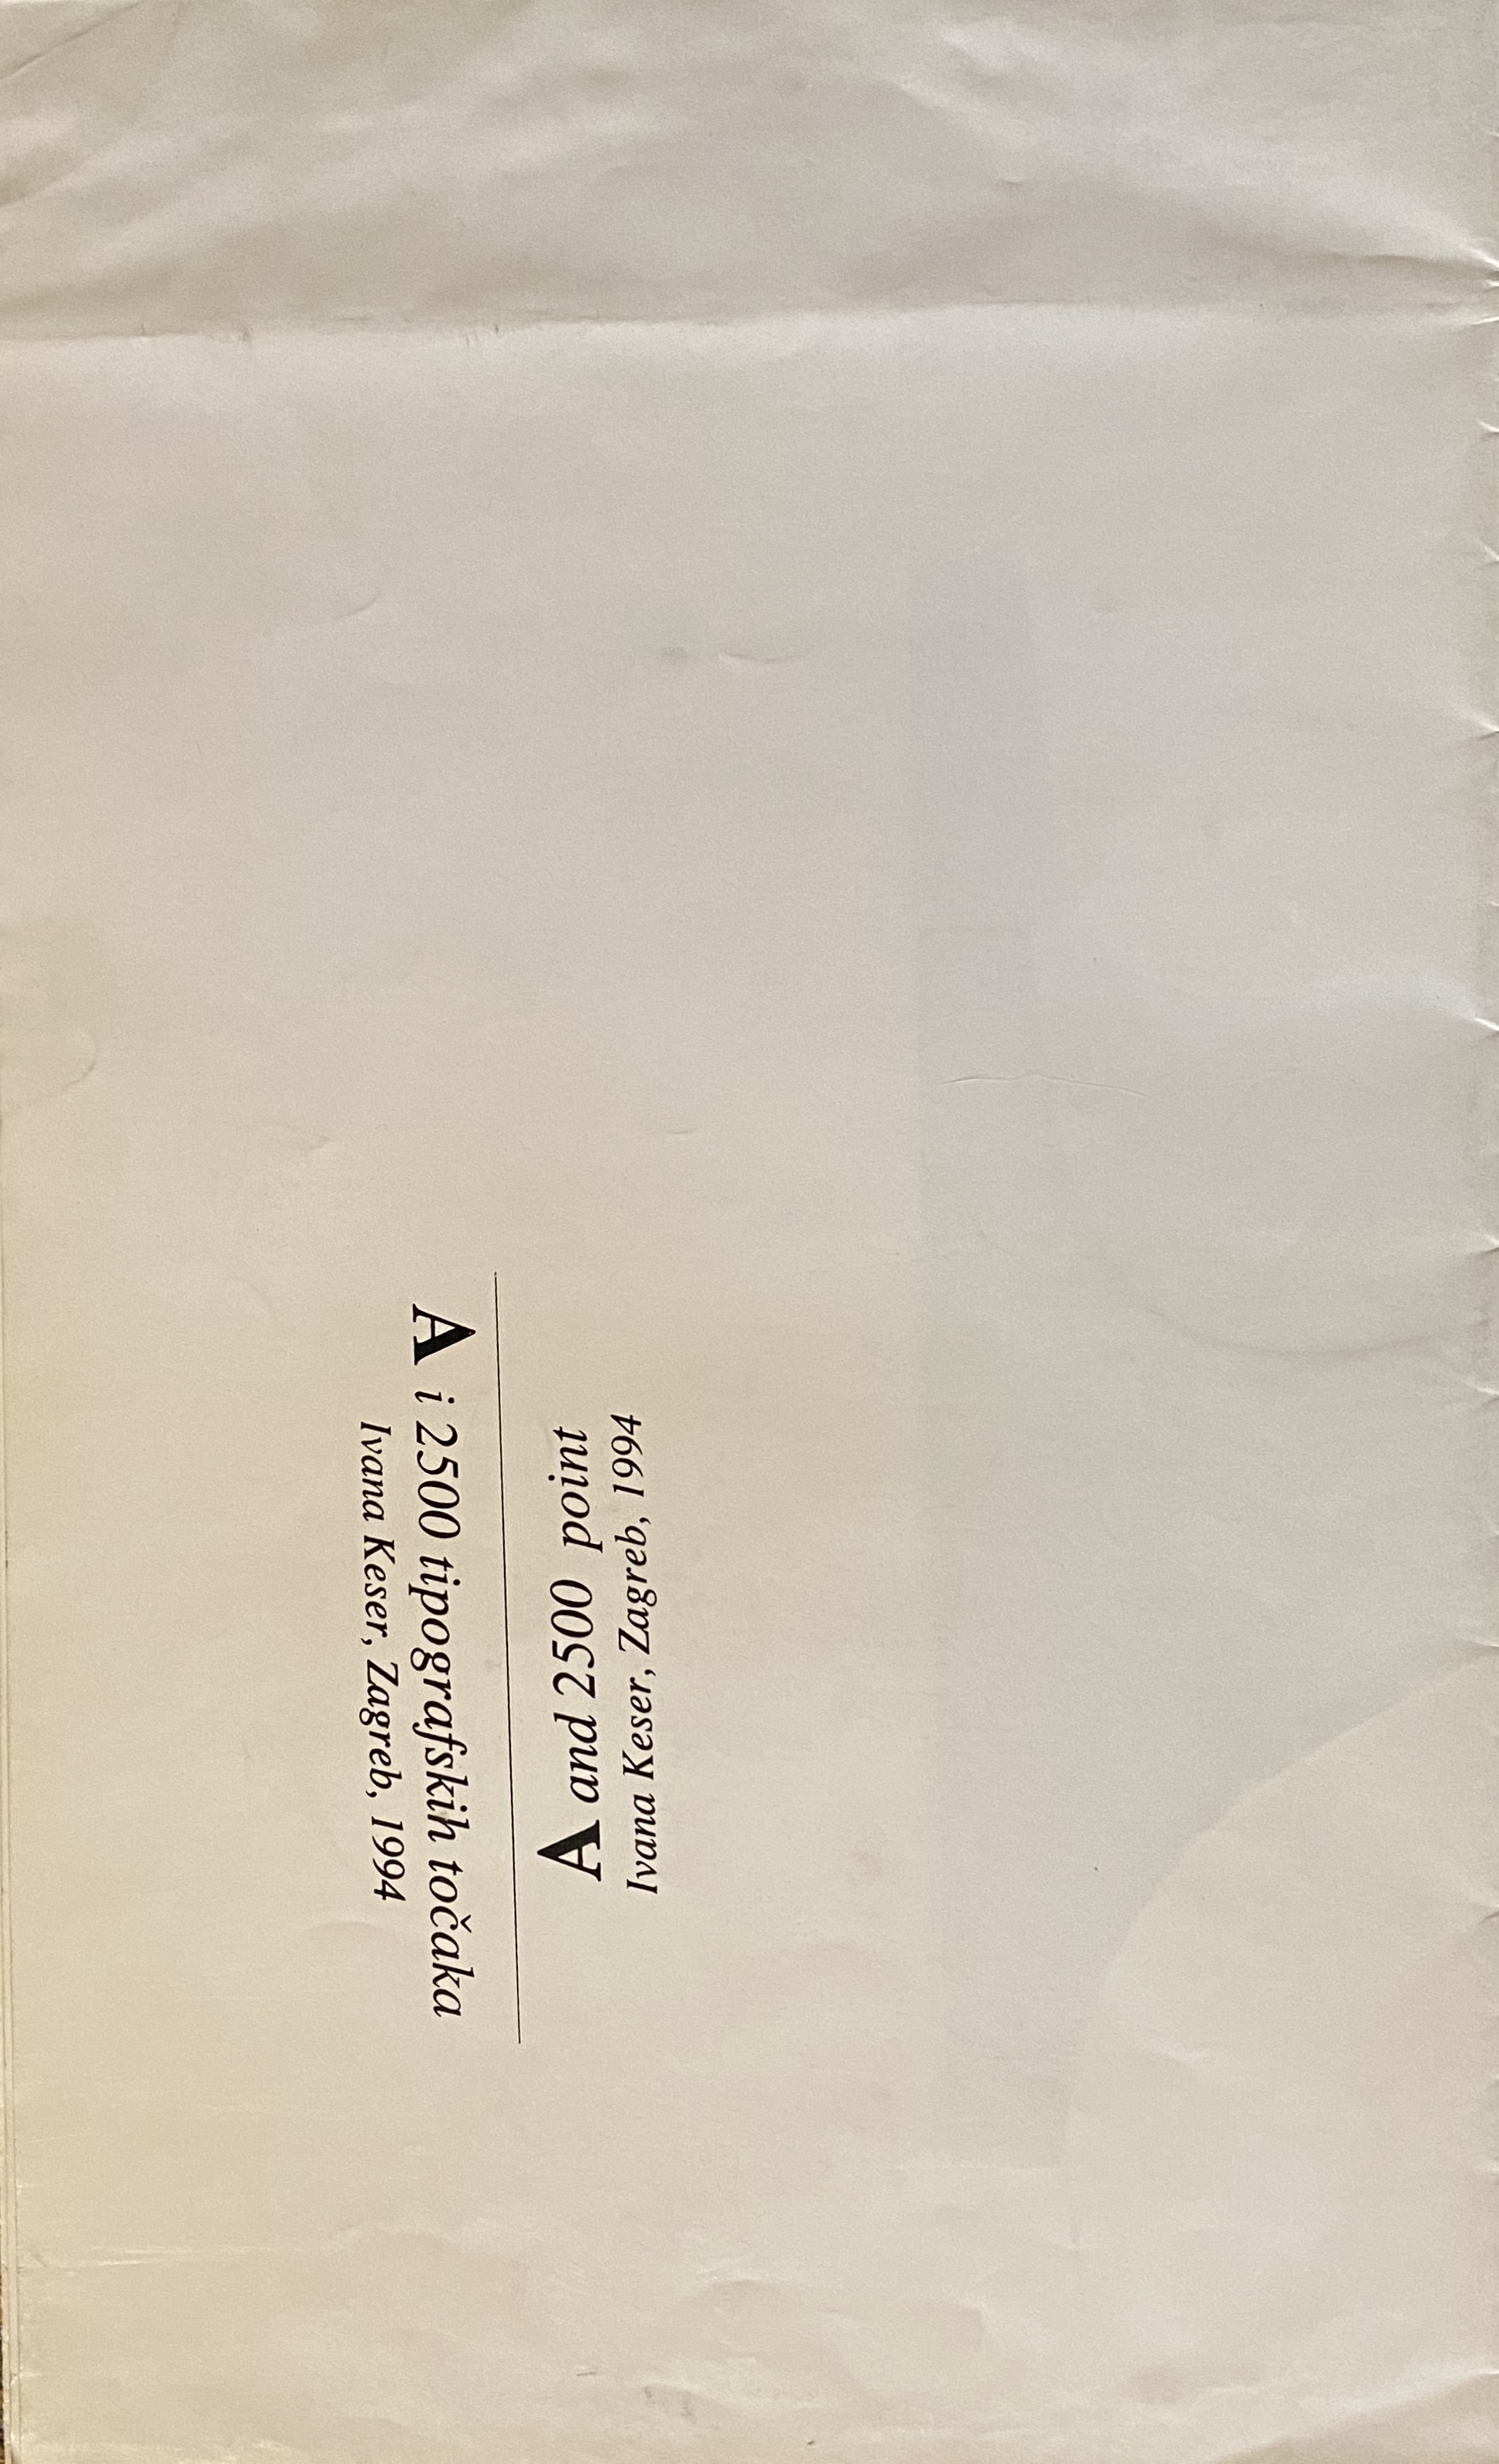 A i 2500 tipografskih točaka
Ivana Keser, Zagreb, 1994
A and 2500 point
Ivana Keser, Zagreb, 1994